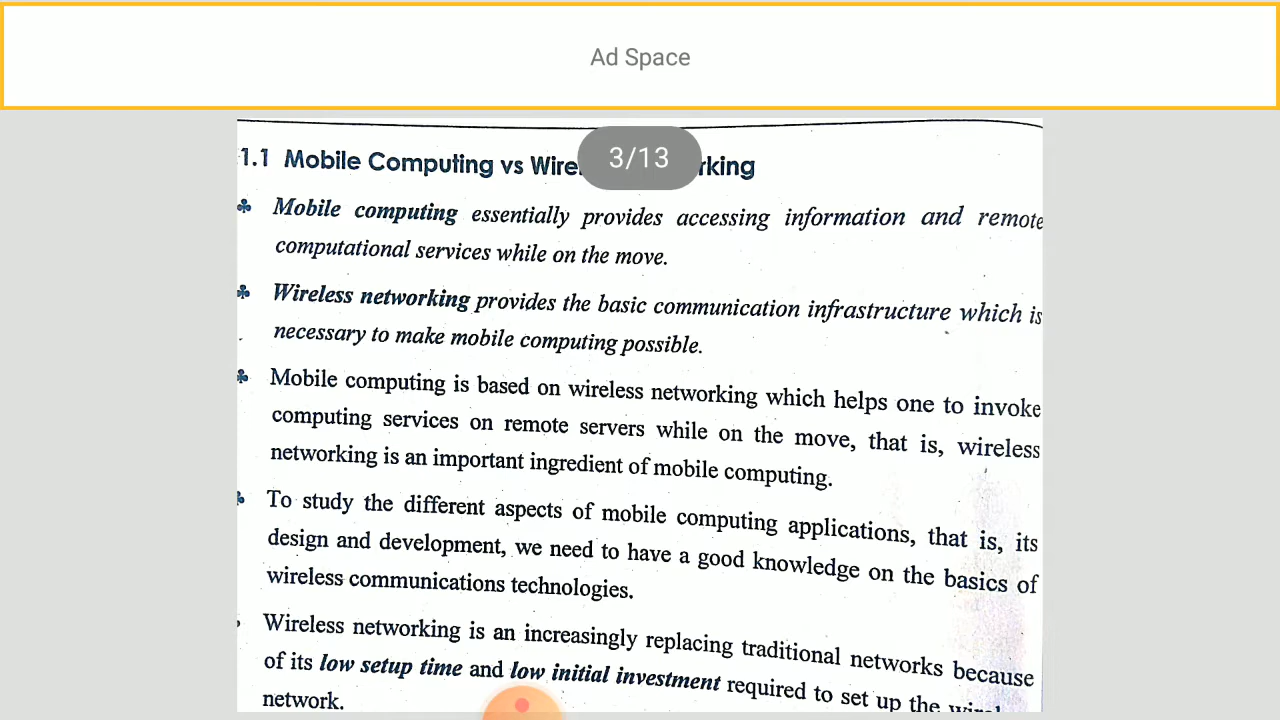 Ad Space
3/13
1.1 Mobile Computing vs
Mobile computing essentially provides accessing information and remote
computational services while on the move.
Wireless networking provides the basic communication infrastructure which is
necessary to make mobile computing possible.
Mobile computing is based on wireless networking which helps one to invoke
computing services on remote servers while on the move, that is, wireless
networking is an important ingredient of mobile computing.
To study the different aspects of mobile computing applications, that is, its
design and development, we need to have a good knowledge on the basics of
wireless communications technologies.
Wireless networking is an increasingly replacing traditional networks because
of its low setup time and low initial investment required to set up the
network.